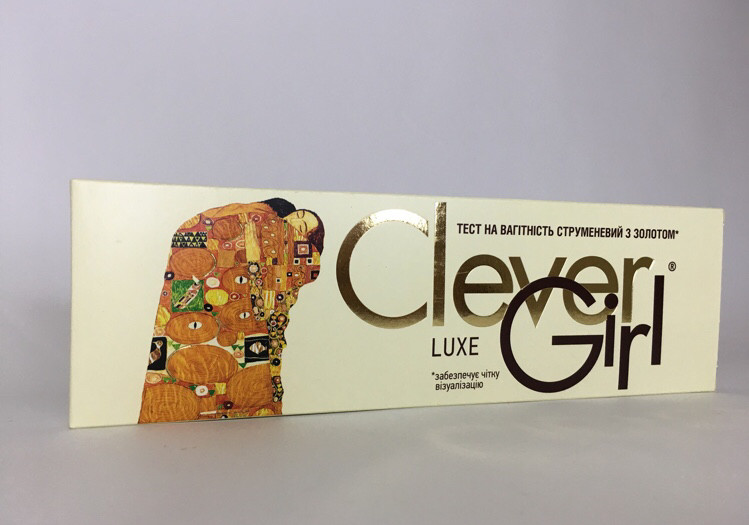 ТЕСТ НА ВАГІТНІСТЬ СТРУМЕНЕВИЙ З ЗОЛОТОМ*
Clever
Girl®
LUXE
*забезпечує чітку
візуалізацію